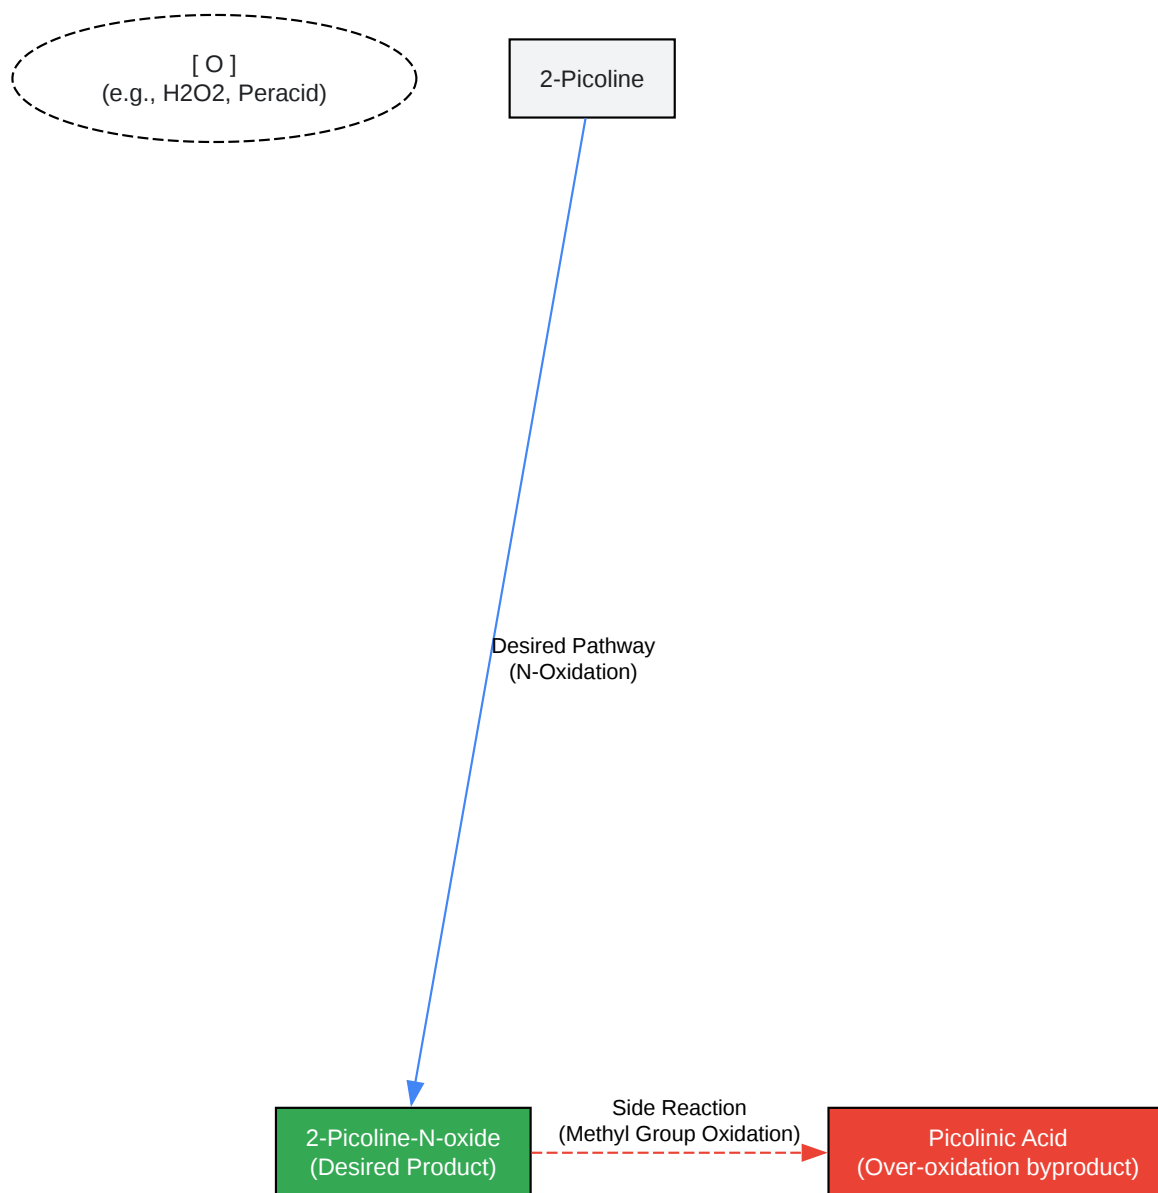 [ O ]
(e.g., H2O2, Peracid)
2-Picoline
Desired Pathway
(N-Oxidation)
2-Picoline-N-oxide
(Desired Product)
Side Reaction
(Methyl Group Oxidation)
Picolinic Acid
(Over-oxidation byproduct)